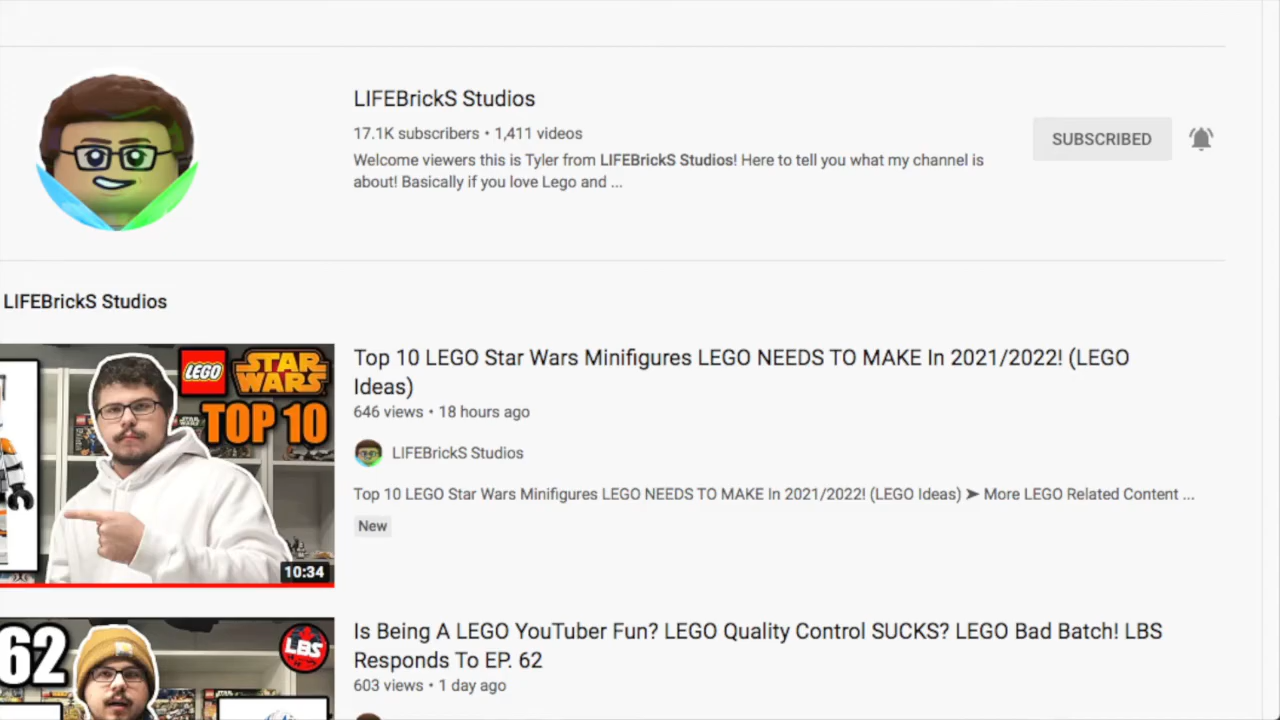 LIFEBrickS Studios
17.1K subscribers • 1,411 videos
Welcome viewers this is Tyler from LIFEBrickS Studios! Here to tell you what my channel is
about! Basically if you love Lego and ...
SUBSCRIBED
LIFEBrickS Studios
LEGO STAR WARS
TOP 10
10:34
Top 10 LEGO Star Wars Minifigures LEGO NEEDS TO MAKE In 2021/2022! (LEGO
Ideas)
646 views • 18 hours ago
LIFEBrickS Studios
Top 10 LEGO Star Wars Minifigures LEGO NEEDS TO MAKE In 2021/2022! (LEGO Ideas) ➤ More LEGO Related Content ...
New
62
LBS
Is Being A LEGO YouTuber Fun? LEGO Quality Control SUCKS? LEGO Bad Batch! LBS
Responds To EP. 62
603 views • 1 day ago